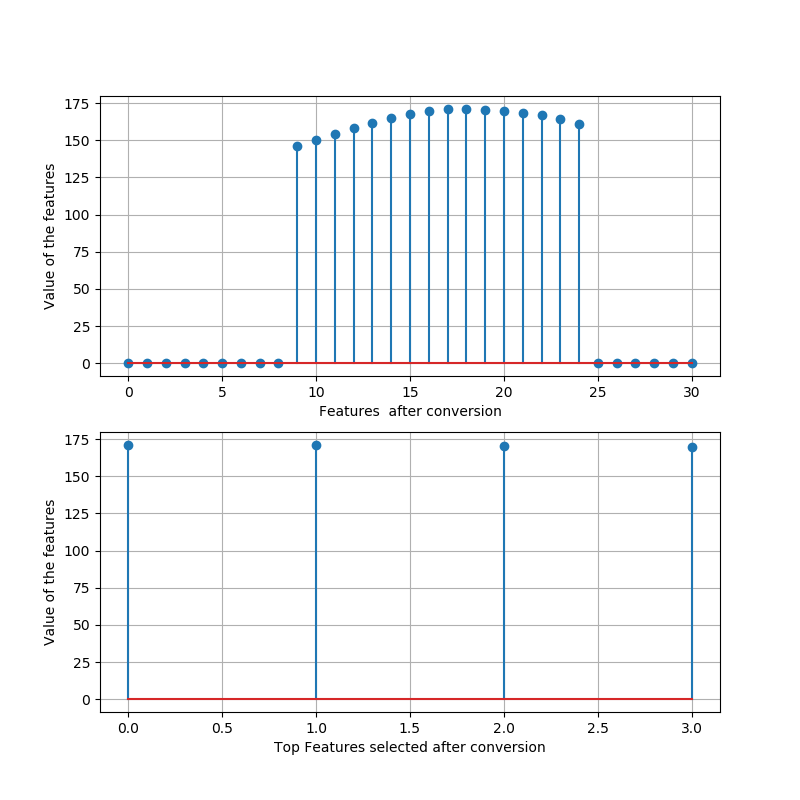 Value of the features
175
150
125
100
75
50
25
0
0 5 10 15 20 25 30
Features after conversion
Value of the features
175
150
125
100
75
50
25
0
0.0 0.5 1.0 1.5 2.0 2.5 3.0
Top Features selected after conversion